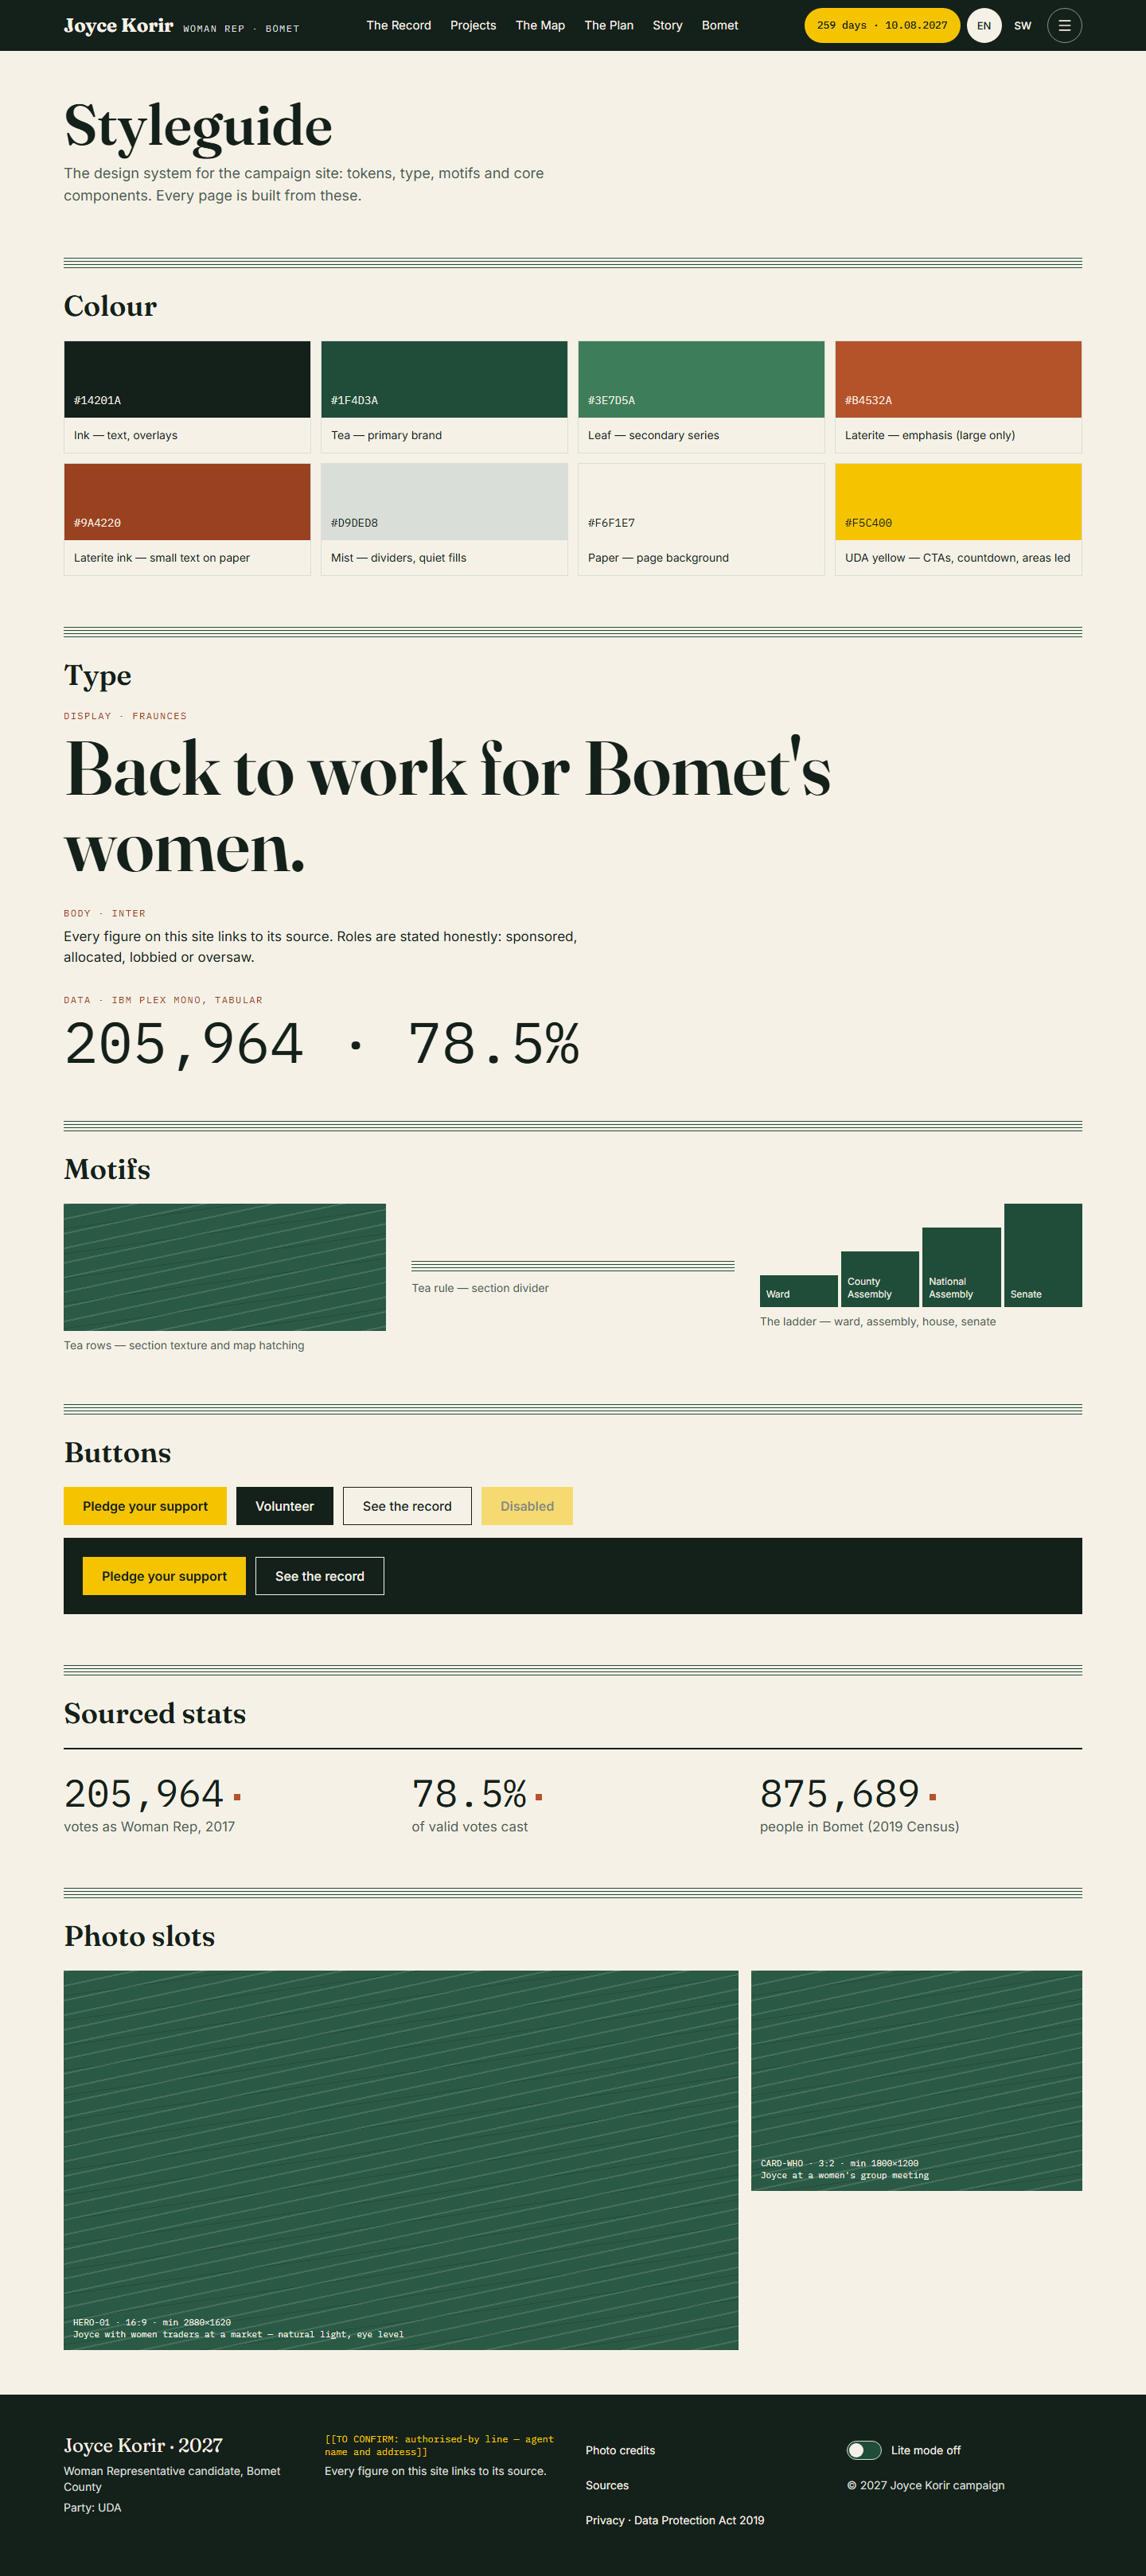 Joyce Korir WOMAN REP · BOMET The Record Projects The Map The Plan Story Bomet 259 days · 10.08.2027 EN SW
Styleguide
The design system for the campaign site: tokens, type, motifs and core
components. Every page is built from these.
Colour
#14201A #1F4D3A #3E7D5A #B4532A
Ink — text, overlays Tea — primary brand Leaf — secondary series Laterite — emphasis (large only)
#9A4220 #D9DED8 #F6F1E7 #F5C400
Laterite ink — small text on paper Mist — dividers, quiet fills Paper — page background UDA yellow — CTAs, countdown, areas led
Type
DISPLAY · FRAUNCES
Back to work for Bomet's
women.
BODY · INTER
Every figure on this site links to its source. Roles are stated honestly: sponsored,
allocated, lobbied or oversaw.
DATA · IBM PLEX MONO, TABULAR
205,964 · 78.5%
Motifs
Tea rows — section texture and map hatching
Tea rule — section divider
Ward
County
Assembly
National
Assembly
Senate
The ladder — ward, assembly, house, senate
Buttons
Pledge your support Volunteer See the record Disabled
Pledge your support See the record
Sourced stats
205,964 78.5% 875,689
votes as Woman Rep, 2017 of valid votes cast people in Bomet (2019 Census)
Photo slots
HERO-01 · 16:9 · min 2880×1620
Joyce with women traders at a market — natural light, eye level
CARD-WHO · 3:2 · min 1800×1200
Joyce at a women's group meeting
Joyce Korir · 2027
Woman Representative candidate, Bomet
County
Party: UDA
[[TO CONFIRM: authorised-by line — agent
name and address]]
Every figure on this site links to its source.
Photo credits
Sources
Privacy · Data Protection Act 2019
Lite mode off
© 2027 Joyce Korir campaign